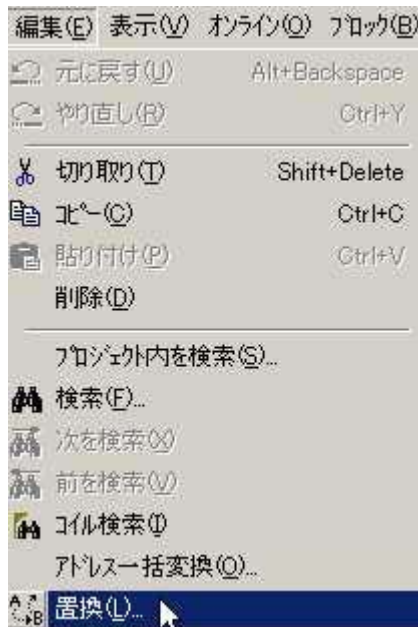 編集(E) 表示(V) オンライン(O) ブロック(B)
元に戻す(U) Alt+Backspace
やり直し(R) Ctrl+Y
切り取り(T) Shift+Delete
コピー(C) Ctrl+C
貼り付け(P) Ctrl+V
削除(D)
プロジェクト内を検索(S)...
検索(F)...
次を検索(X)
前を検索(V)
コイル検索(I)
アドレス一括変換(O)...
置換(L)...